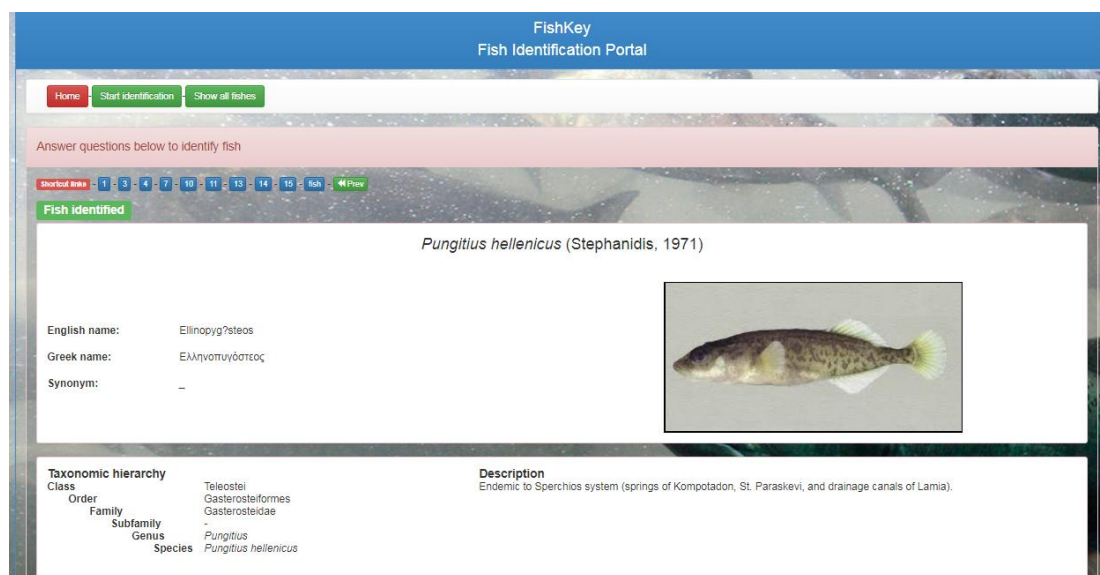 FishKey
Fish Identification Portal
Home - Start identification - Show all fishes
Answer questions below to identify fish
Shortcut links - 1 - 3 - 4 - 7 - 10 - 11 - 13 - 14 - 15 - fish - Prev
Fish identified
Pungitius hellenicus (Stephanidis, 1971)
English name: Ellinopyg?steos
Greek name: Ελληνοπυγόστεος
Synonym: _
Taxonomic hierarchy
Class Teleostei
Order Gasterosteiformes
Family Gasterosteidae
Subfamily -
Genus Pungitius
Species Pungitius hellenicus
Description
Endemic to Sperchios system (springs of Kompotadon, St. Paraskevi, and drainage canals of Lamia).